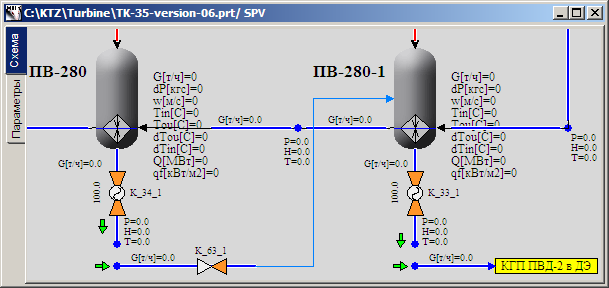 C:\KTZ\Turbine\TK-35-version-06.prt/ SPV
Схема
Параметры
ПВ-280
G[т/ч]=0
dP[кгс]=0
w[м/с]=0
Tin[C]=0
Tou[C]=0
dTou[C]=0
dTin[C]=0
Q[МВт]=0
qf[кВт/м2]=0
G[т/ч]=0.0
P=0.0
H=0.0
T=0.0
G[т/ч]=0.0
100.0
K_34_1
P=0.0
H=0.0
T=0.0
G[т/ч]=0.0
K_63_1
ПВ-280-1
G[т/ч]=0
dP[кгс]=0
w[м/с]=0
Tin[C]=0
Tou[C]=0
dTou[C]=0
dTin[C]=0
Q[МВт]=0
qf[кВт/м2]=0
G[т/ч]=0.0
P=0.0
H=0.0
T=0.0
G[т/ч]=0.0
100.0
K_33_1
P=0.0
H=0.0
T=0.0
G[т/ч]=0.0
КГП ПВД-2 в ДЭ